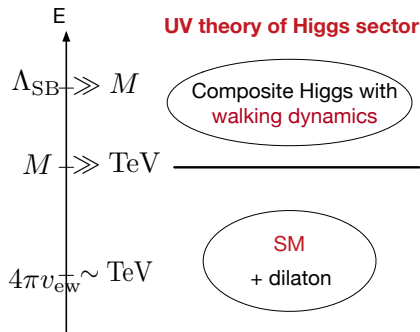 E
UV theory of Higgs sector
Λ_SB ≫ M
Composite Higgs with
walking dynamics
M ≫ TeV
SM
+ dilaton
4πv_ew ~ TeV